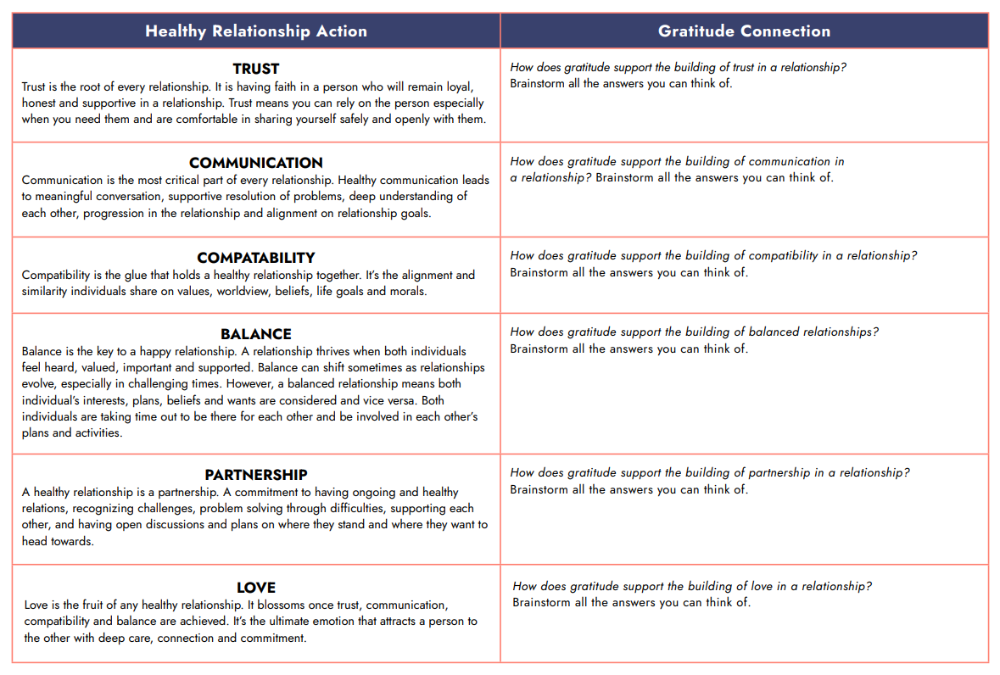 Healthy Relationship Action
Gratitude Connection
TRUST
Trust is the root of every relationship. It is having faith in a person who will remain loyal,
honest and supportive in a relationship. Trust means you can rely on the person especially
when you need them and are comfortable in sharing yourself safely and openly with them.
How does gratitude support the building of trust in a relationship?
Brainstorm all the answers you can think of.
COMMUNICATION
Communication is the most critical part of every relationship. Healthy communication leads
to meaningful conversation, supportive resolution of problems, deep understanding of
each other, progression in the relationship and alignment on relationship goals.
How does gratitude support the building of communication in
a relationship? Brainstorm all the answers you can think of.
COMPATABILITY
Compatibility is the glue that holds a healthy relationship together. It's the alignment and
similarity individuals share on values, worldview, beliefs, life goals and morals.
How does gratitude support the building of compatibility in a relationship?
Brainstorm all the answers you can think of.
BALANCE
Balance is the key to a happy relationship. A relationship thrives when both individuals
feel heard, valued, important and supported. Balance can shift sometimes as relationships
evolve, especially in challenging times. However, a balanced relationship means both
individual's interests, plans, beliefs and wants are considered and vice versa. Both
individuals are taking time out to be there for each other and be involved in each other's
plans and activities.
How does gratitude support the building of balanced relationships?
Brainstorm all the answers you can think of.
PARTNERSHIP
A healthy relationship is a partnership. A commitment to having ongoing and healthy
relations, recognizing challenges, problem solving through difficulties, supporting each
other, and having open discussions and plans on where they stand and where they want to
head towards.
How does gratitude support the building of partnership in a relationship?
Brainstorm all the answers you can think of.
LOVE
Love is the fruit of any healthy relationship. It blossoms once trust, communication,
compatibility and balance are achieved. It's the ultimate emotion that attracts a person to
the other with deep care, connection and commitment.
How does gratitude support the building of love in a relationship?
Brainstorm all the answers you can think of.